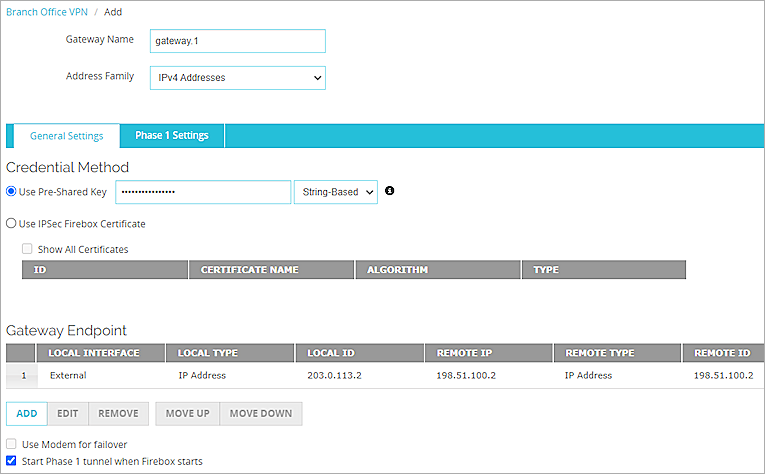 Branch Office VPN / Add
Gateway Name gateway.1
Address Family IPv4 Addresses
General Settings Phase 1 Settings
Credential Method
Use Pre-Shared Key •••••••••••••••• String-Based
Use IPSec Firebox Certificate
Show All Certificates
ID CERTIFICATE NAME ALGORITHM TYPE
Gateway Endpoint
LOCAL INTERFACE LOCAL TYPE LOCAL ID REMOTE IP REMOTE TYPE REMOTE ID
1 External IP Address 203.0.113.2 198.51.100.2 IP Address 198.51.100.2
ADD EDIT REMOVE MOVE UP MOVE DOWN
Use Modem for failover
Start Phase 1 tunnel when Firebox starts